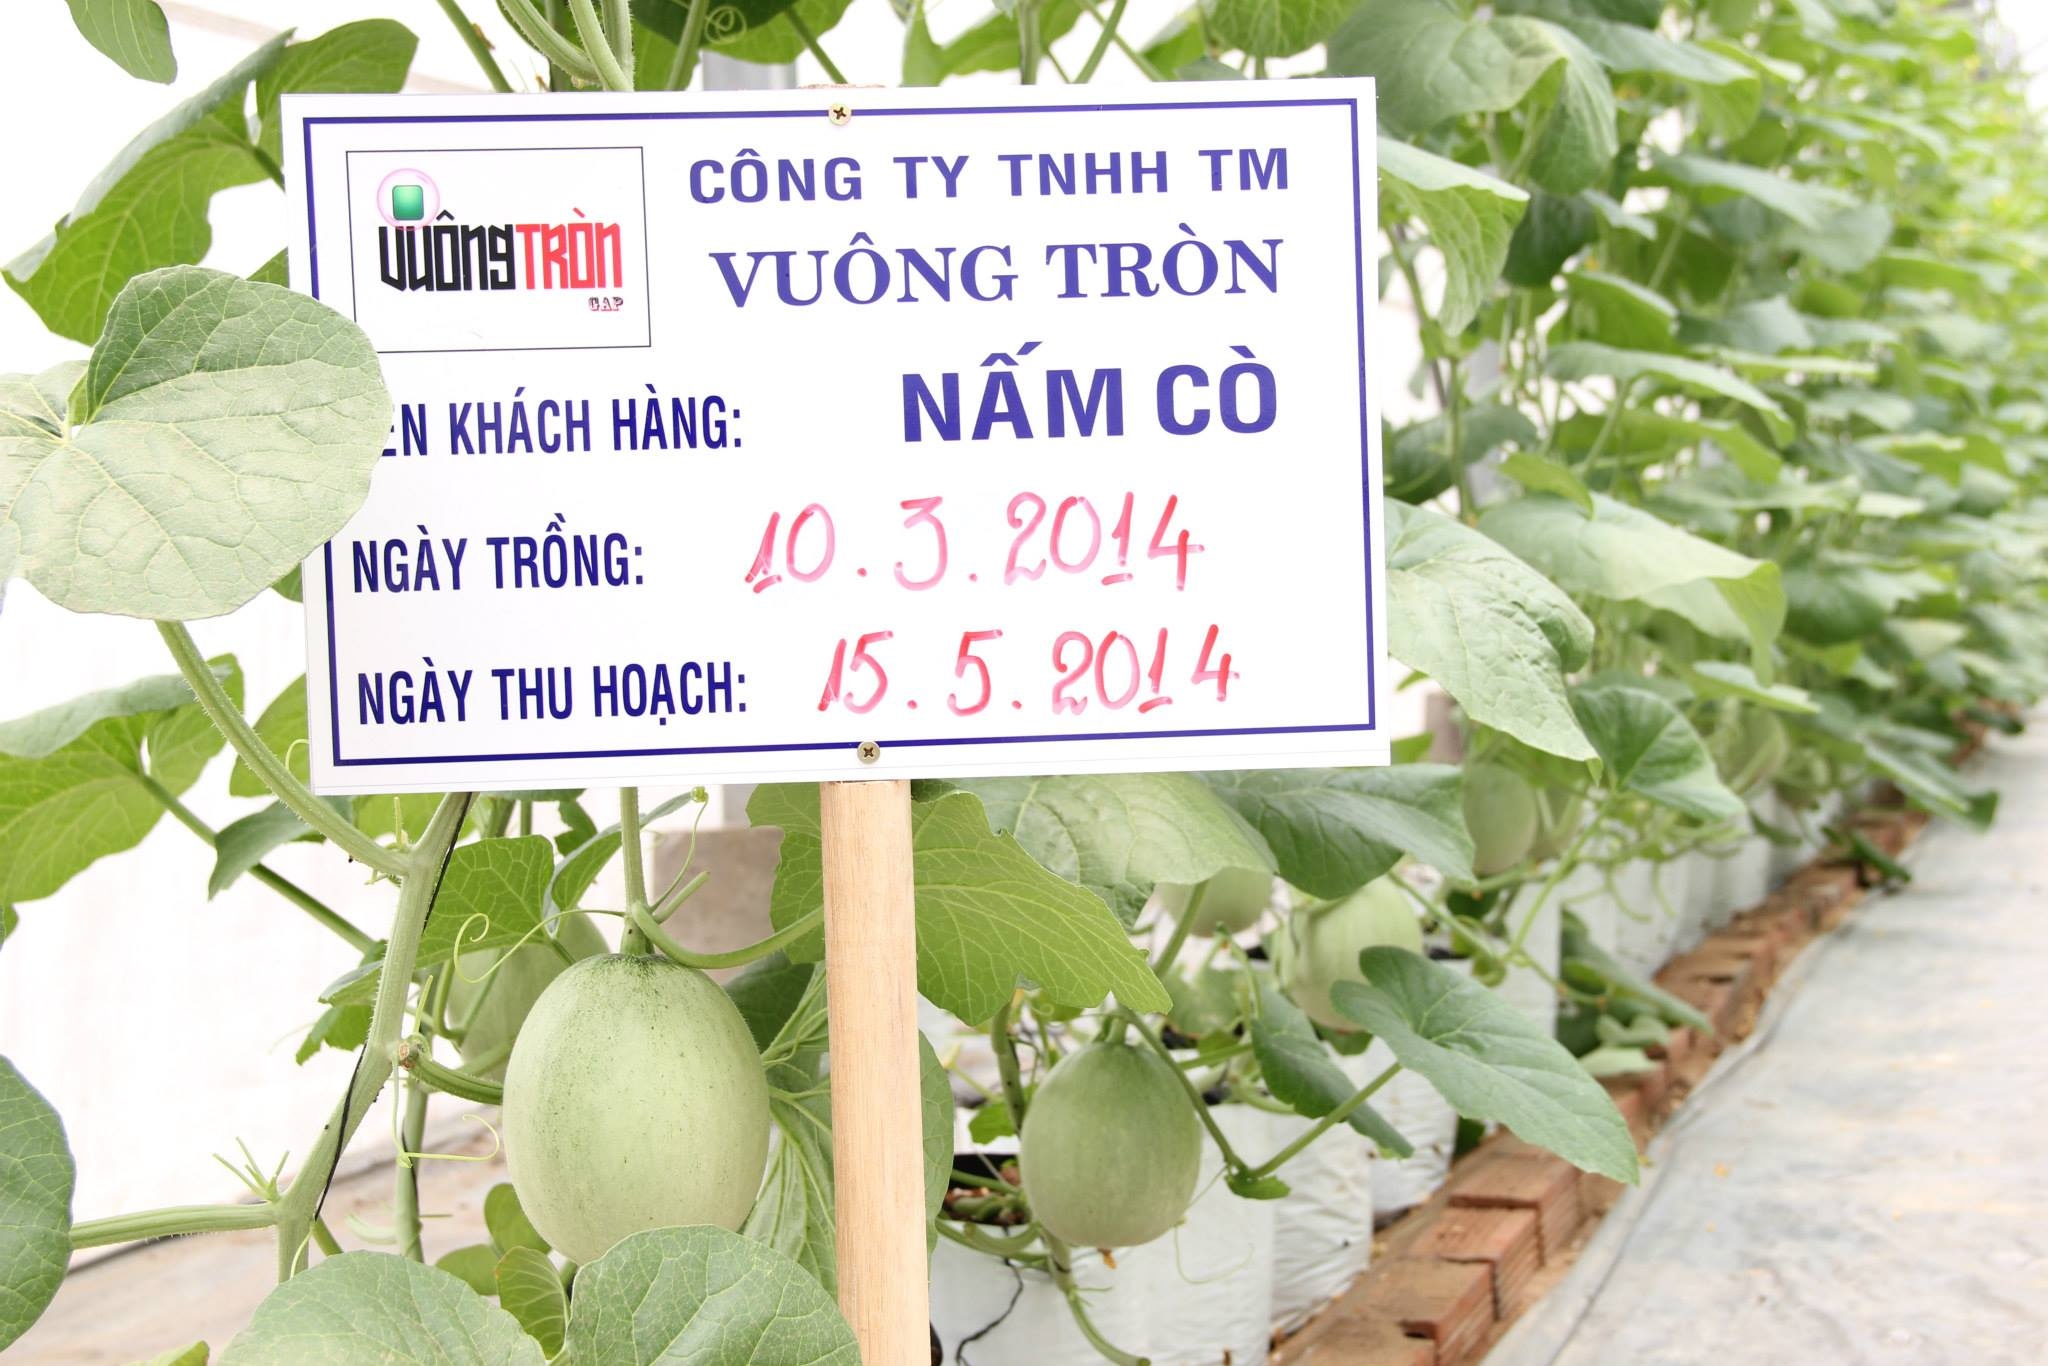 VUÔNGTRÒN
GAP
CÔNG TY TNHH TM
VUÔNG TRÒN
KHÁCH HÀNG: NẤM CÒ
NGÀY TRỒNG: 10.3.2014
NGÀY THU HOẠCH: 15.5.2014